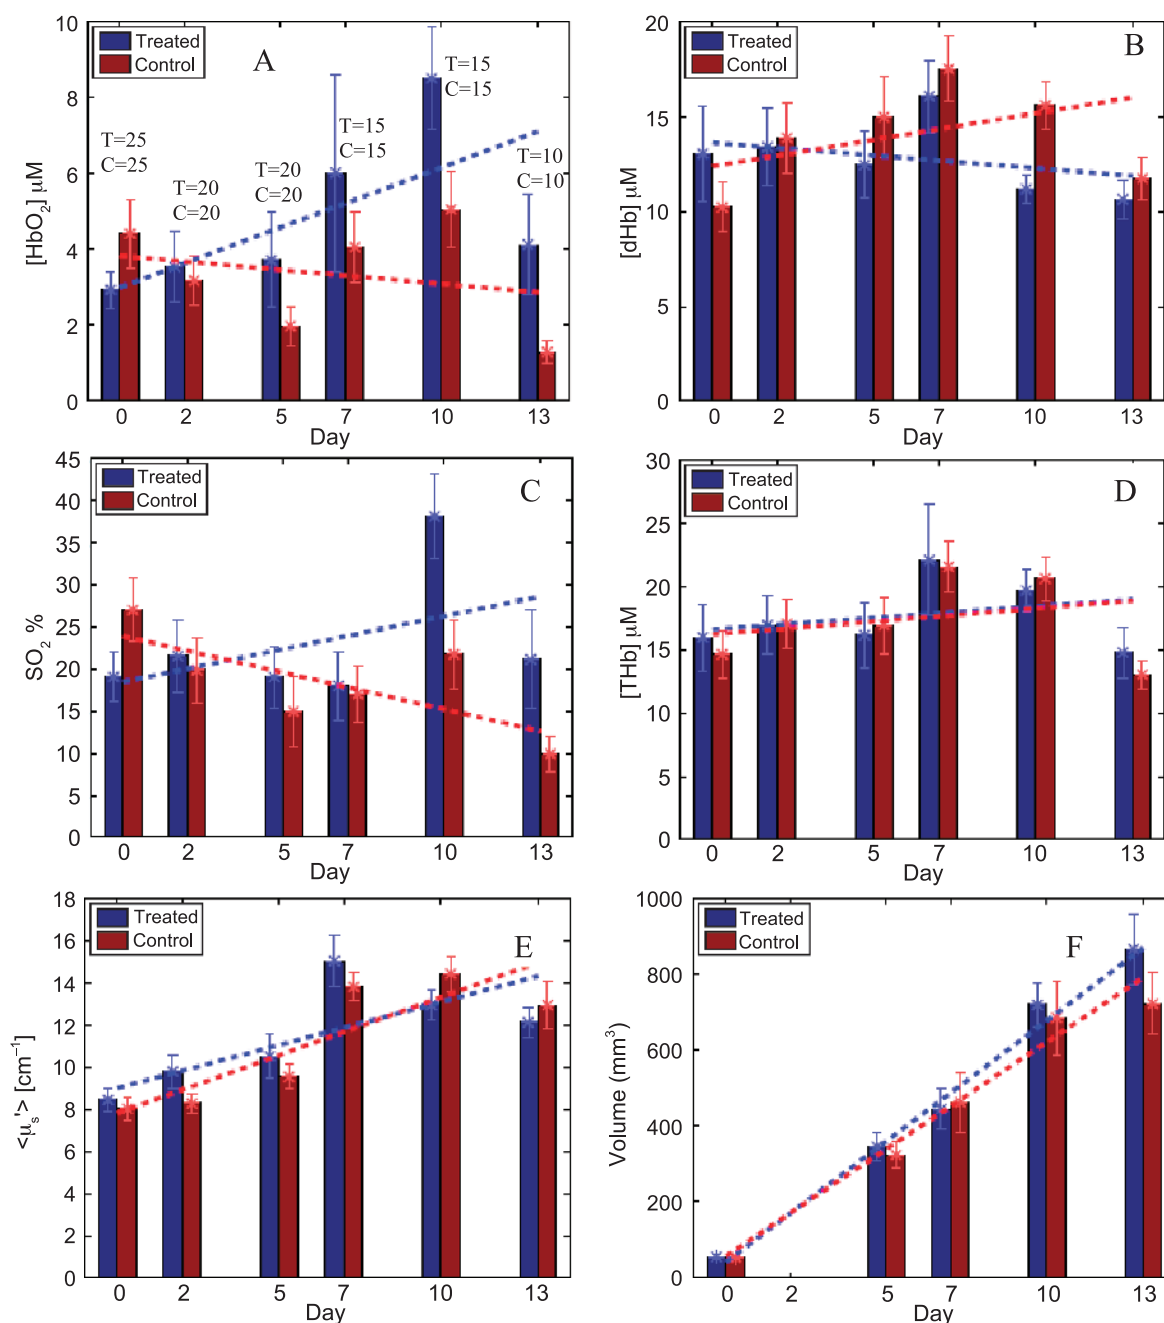 10
8
6
4
2
0
[HbO2] μM
Treated
Control
A
T=25
C=25
T=20
C=20
T=20
C=20
T=15
C=15
T=15
C=15
T=10
C=10
0 2 5 7 10 13
Day
20
15
10
5
0
[dHb] μM
Treated
Control
B
0 2 5 7 10 13
Day
45
40
35
30
25
20
15
10
5
0
SO2 %
Treated
Control
C
0 2 5 7 10 13
Day
30
25
20
15
10
5
0
[THb] μM
Treated
Control
D
0 2 5 7 10 13
Day
18
16
14
12
10
8
6
4
2
0
<μs'> [cm−1]
Treated
Control
E
0 2 5 7 10 13
Day
1000
800
600
400
200
0
Volume (mm3)
Treated
Control
F
0 2 5 7 10 13
Day